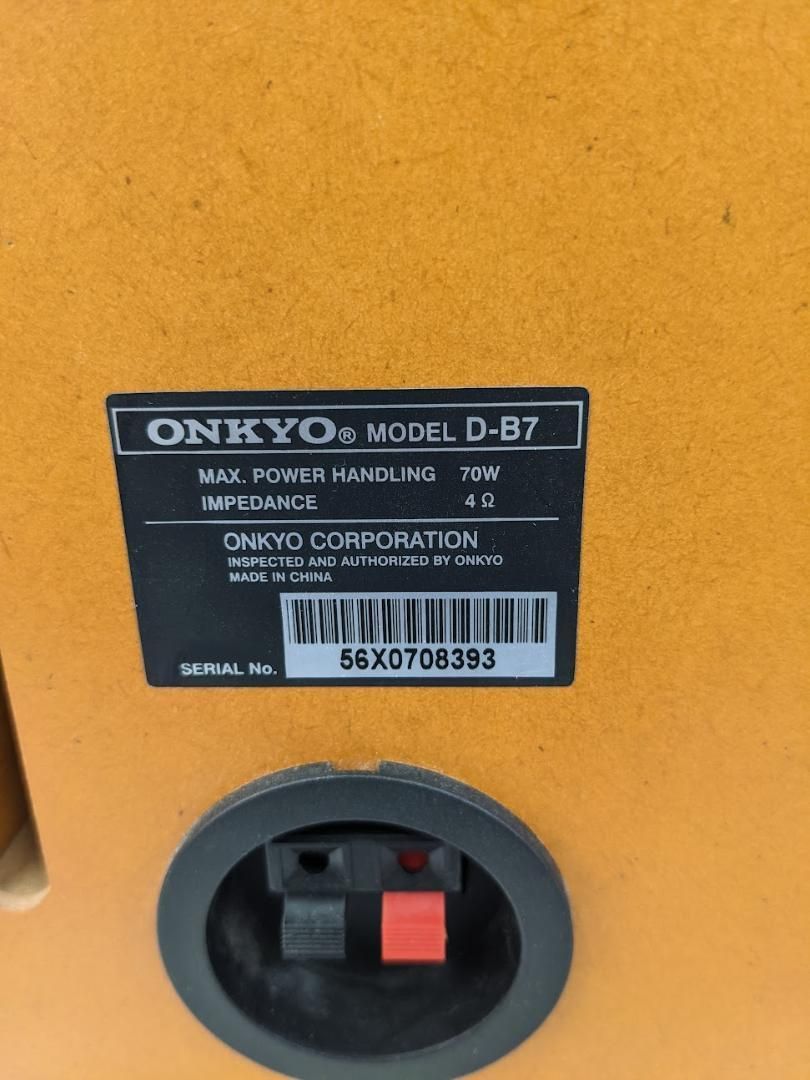 ONKYO® MODEL D-B7
MAX. POWER HANDLING 70W
IMPEDANCE 4 Ω
ONKYO CORPORATION
INSPECTED AND AUTHORIZED BY ONKYO
MADE IN CHINA
SERIAL No. 56X0708393